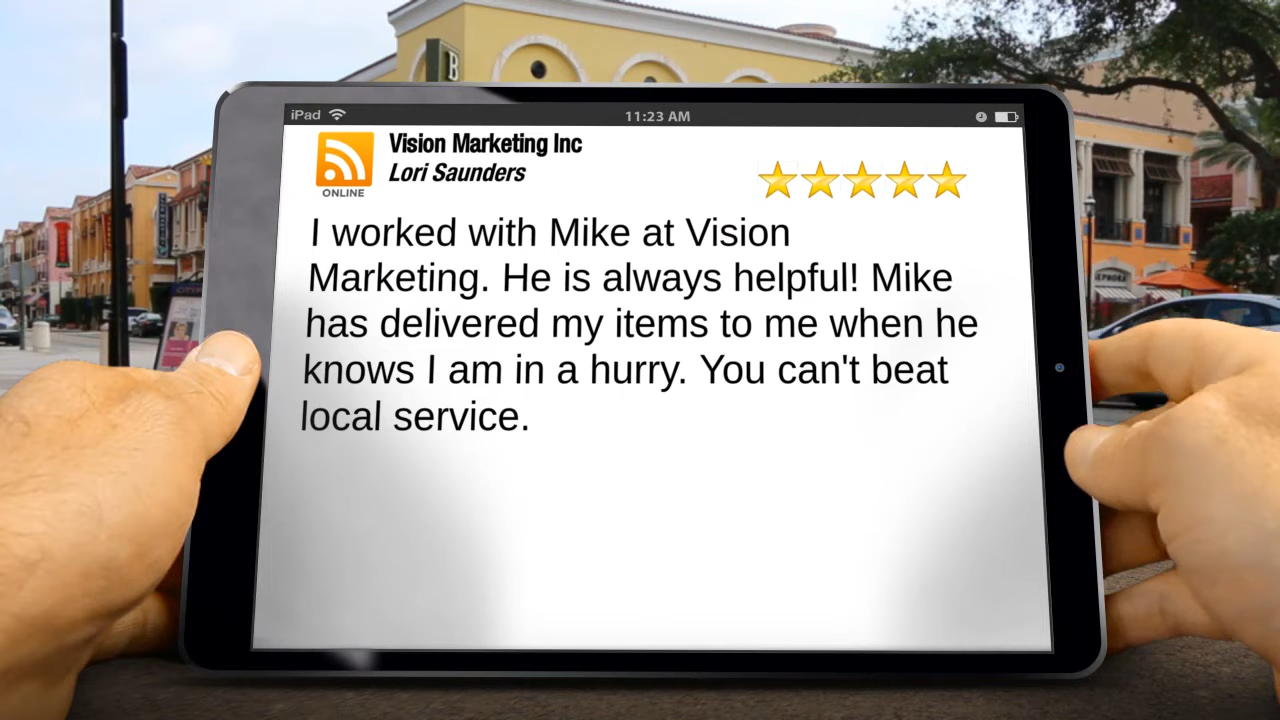 iPad
11:23 AM
Vision Marketing Inc
Lori Saunders
ONLINE
I worked with Mike at Vision
Marketing. He is always helpful! Mike
has delivered my items to me when he
knows I am in a hurry. You can't beat
local service.
B
SEPHORA